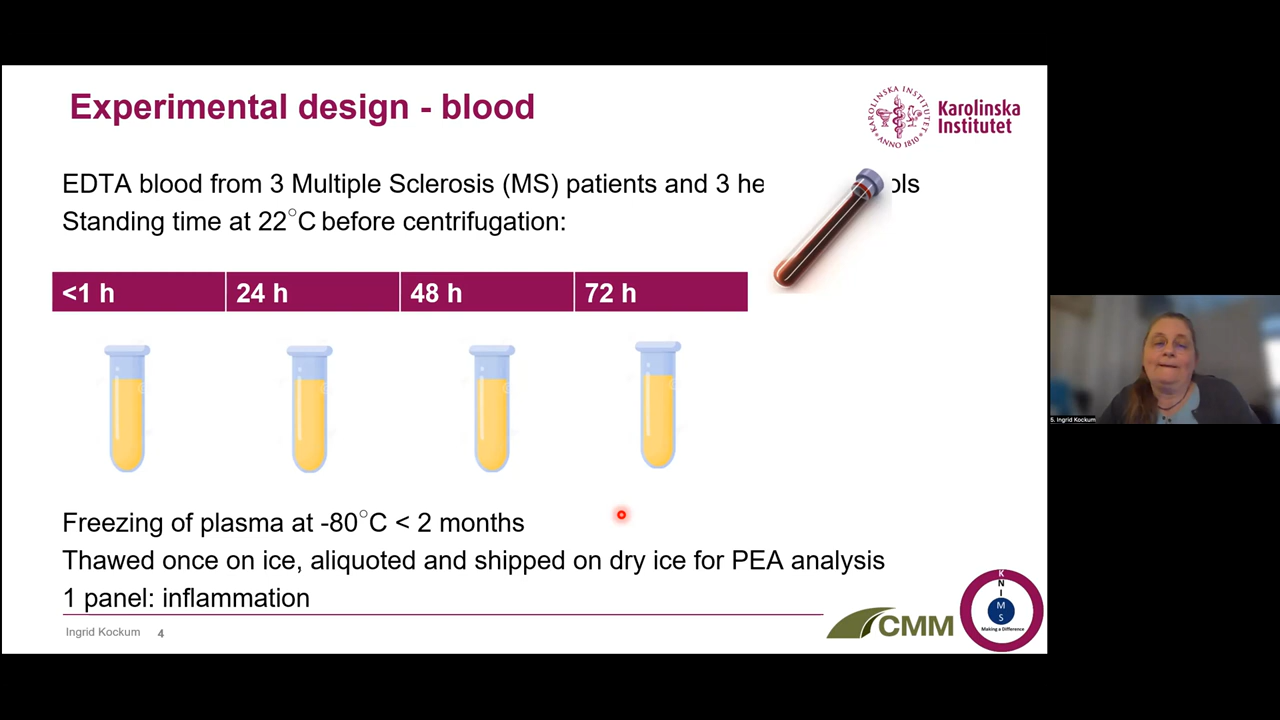 Experimental design - blood
KAROLINSKA INSTITUTET ANNO 1810
Karolinska
Institutet
EDTA blood from 3 Multiple Sclerosis (MS) patients and 3 he ols
Standing time at 22°C before centrifugation:
<1 h 24 h 48 h 72 h
Freezing of plasma at -80°C < 2 months
Thawed once on ice, aliquoted and shipped on dry ice for PEA analysis
1 panel: inflammation
Ingrid Kockum 4
CMM
K
N
I
M
S
Making a Difference
S. Ingrid Kockum